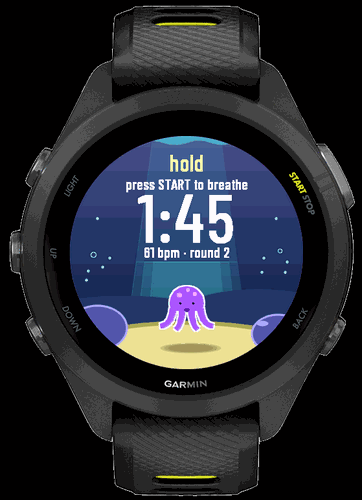 hold
press START to breathe
1:45
61 bpm · round 2
LIGHT
START STOP
UP
DOWN
BACK
GARMIN